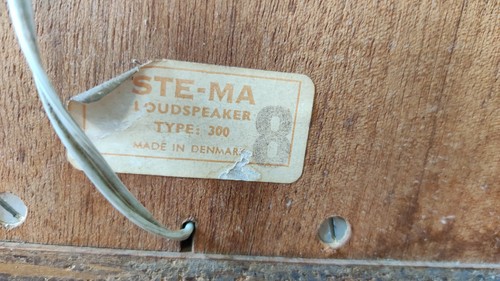 STE-MA
LOUDSPEAKER
TYPE: 300
8
MADE IN DENMARK